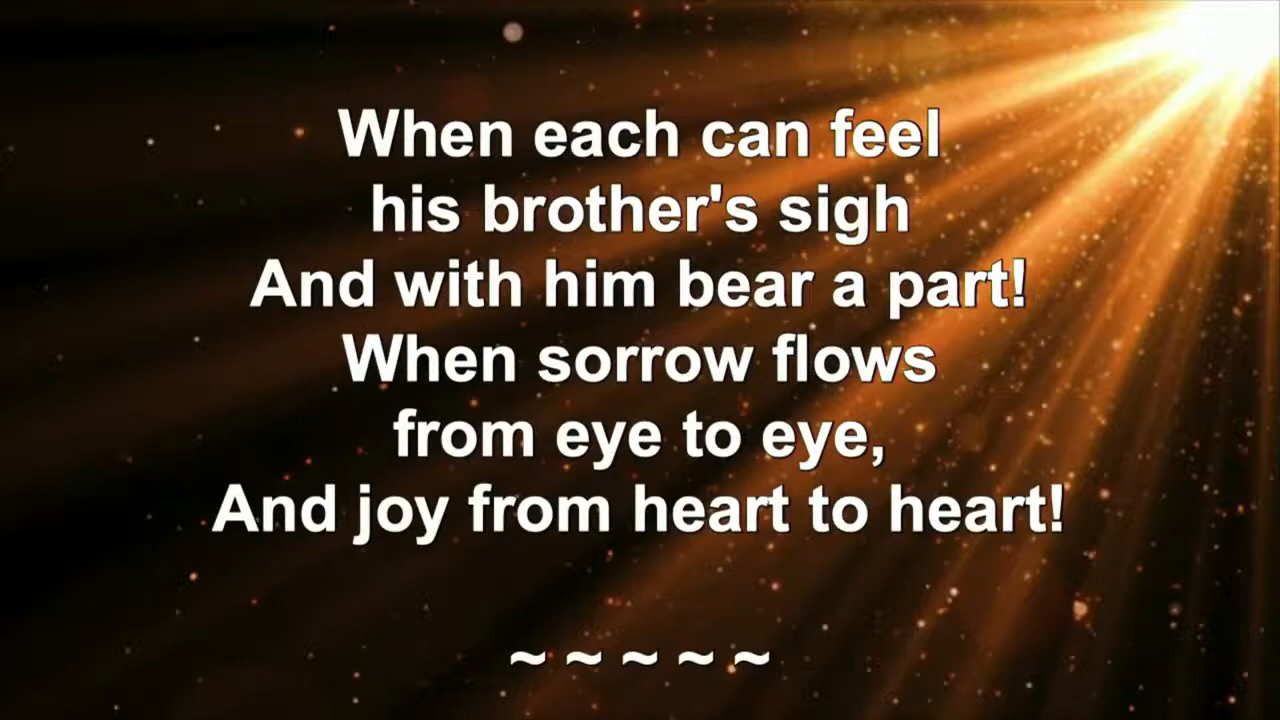 When each can feel
his brother's sigh
And with him bear a part!
When sorrow flows
from eye to eye,
And joy from heart to heart!
~ ~ ~ ~ ~